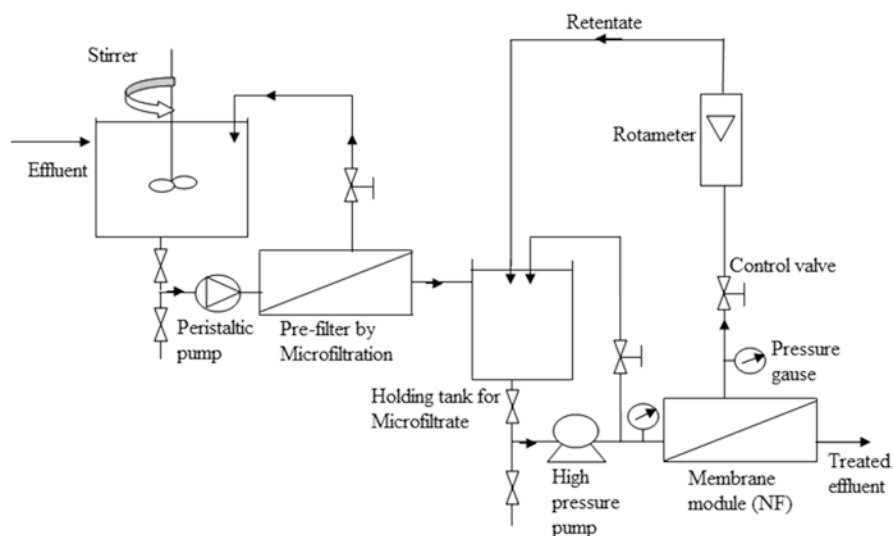 Retentate
Stirrer
Rotameter
Effluent
Control valve
Peristaltic
pump
Pre-filter by
Microfiltration
Pressure
gause
Holding tank for
Microfiltrate
High
pressure
pump
Membrane
module (NF)
Treated
effluent